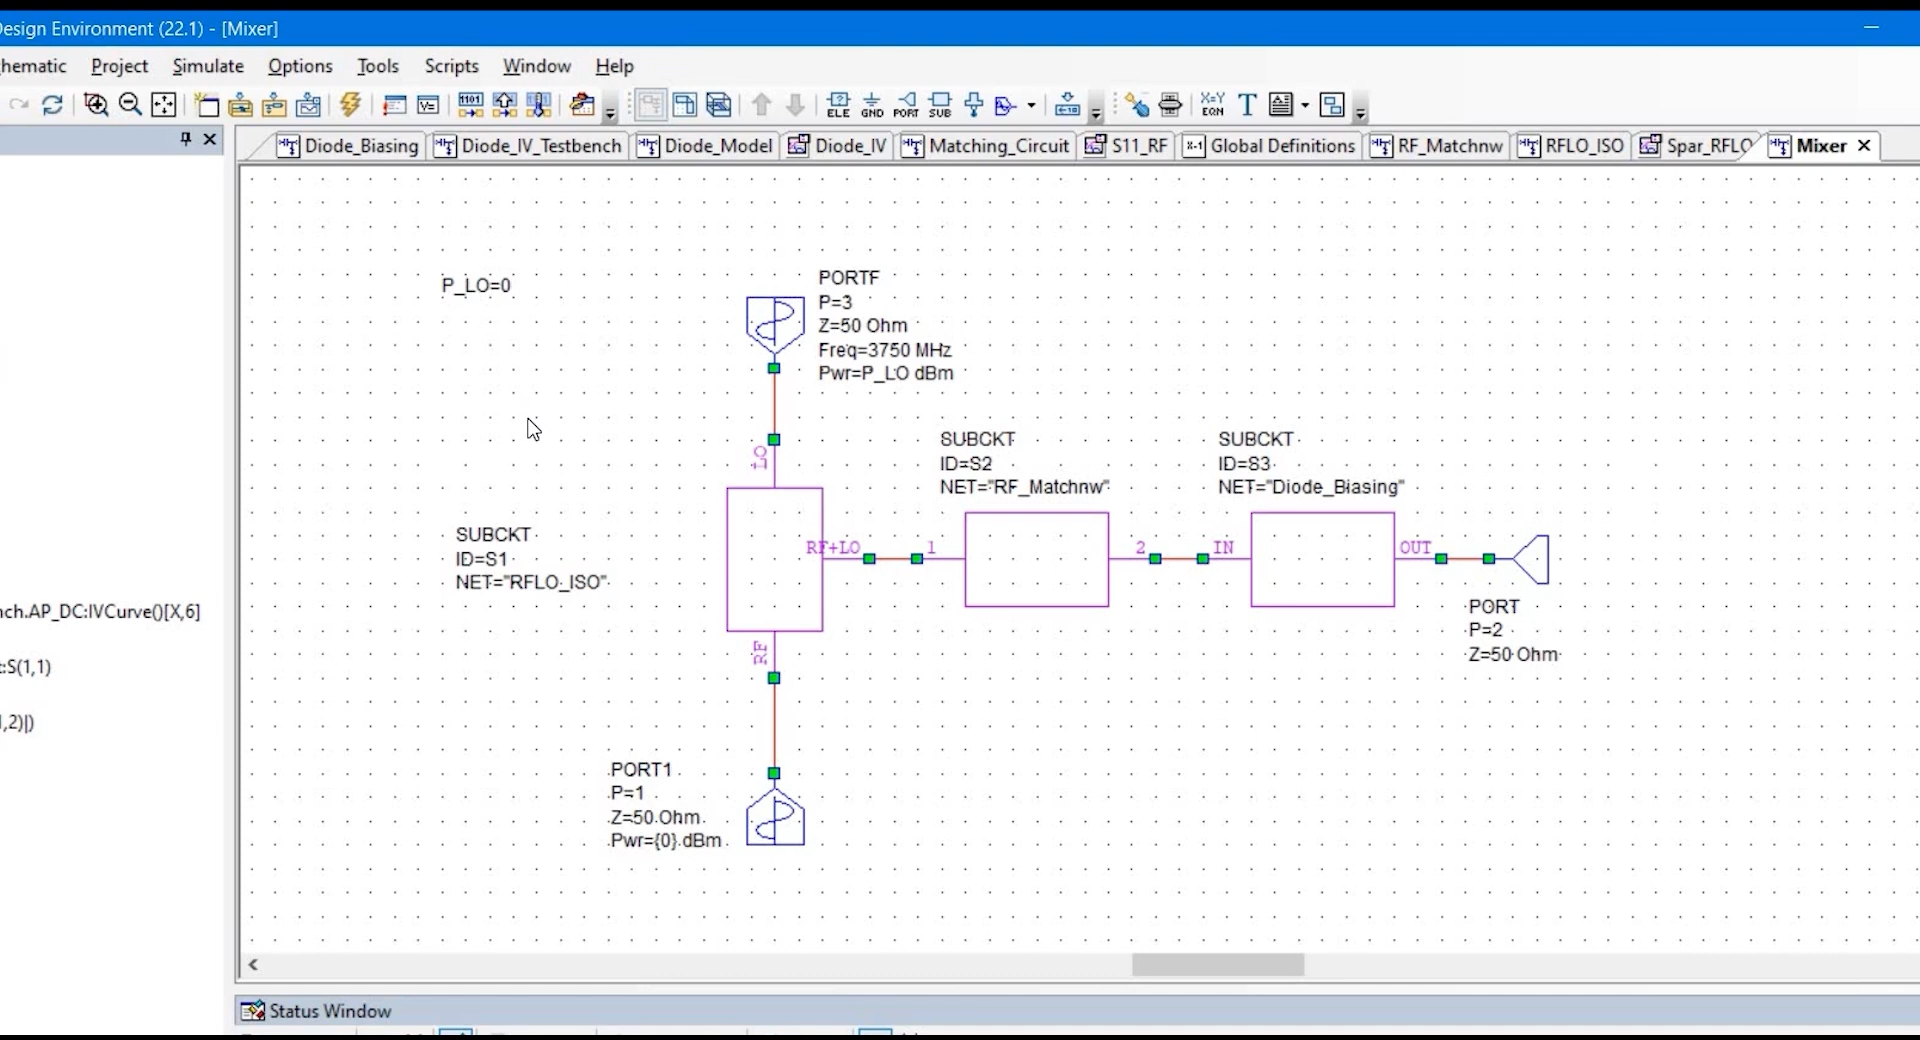 Design Environment (22.1) - [Mixer]
hematic Project Simulate Options Tools Scripts Window Help
ELE GND PORT SUB X=Y EQN T
Diode_Biasing Diode_IV_Testbench Diode_Model Diode_IV Matching_Circuit S11_RF Global Definitions RF_Matchnw RFLO_ISO Spar_RFLO Mixer
P_LO=0
PORTF
P=3
Z=50 Ohm
Freq=3750 MHz
Pwr=P_LO dBm
LO
SUBCKT
ID=S1
NET="RFLO_ISO"
RF+LO
RF
SUBCKT
ID=S2
NET="RF_Matchnw"
1
2
SUBCKT
ID=S3
NET="Diode_Biasing"
IN
OUT
PORT
P=2
Z=50 Ohm
PORT1
P=1
Z=50 Ohm
Pwr={0} dBm
nch.AP_DC:IVCurve()[X,6]
:S(1,1)
,2)|)
Status Window